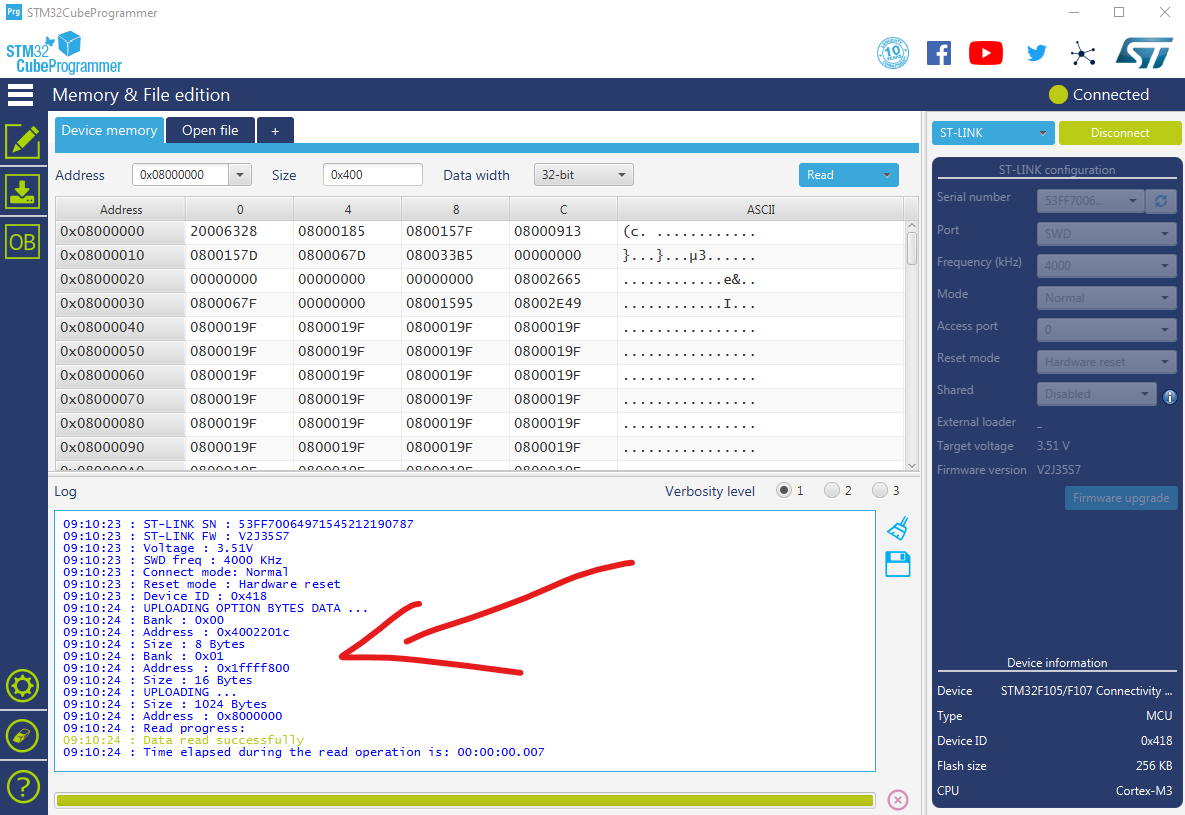 Prg STM32CubeProgrammer
STM32
CubeProgrammer
10 YEARS
Memory & File edition
Connected
Device memory
Open file
+
ST-LINK
Disconnect
Address 0x08000000 Size 0x400 Data width 32-bit Read
Address 0 4 8 C ASCII
0x08000000 20006328 08000185 0800157F 08000913 (c. ............
0x08000010 0800157D 0800067D 080033B5 00000000 }...}...µ3......
0x08000020 00000000 00000000 00000000 08002665 ............e&..
0x08000030 0800067F 00000000 08001595 08002E49 ............I...
0x08000040 0800019F 0800019F 0800019F 0800019F ................
0x08000050 0800019F 0800019F 0800019F 0800019F ................
0x08000060 0800019F 0800019F 0800019F 0800019F ................
0x08000070 0800019F 0800019F 0800019F 0800019F ................
0x08000080 0800019F 0800019F 0800019F 0800019F ................
0x08000090 0800019F 0800019F 0800019F 0800019F ................
0x080000A0 0800019F 0800019F 0800019F 0800019F ................
OB
Log
Verbosity level 1 2 3
09:10:23 : ST-LINK SN : 53FF70064971545212190787
09:10:23 : ST-LINK FW : V2J35S7
09:10:23 : Voltage : 3.51V
09:10:23 : SWD freq : 4000 KHz
09:10:23 : Connect mode: Normal
09:10:23 : Reset mode : Hardware reset
09:10:23 : Device ID : 0x418
09:10:24 : UPLOADING OPTION BYTES DATA ...
09:10:24 : Bank : 0x00
09:10:24 : Address : 0x4002201c
09:10:24 : Size : 8 Bytes
09:10:24 : Bank : 0x01
09:10:24 : Address : 0x1ffff800
09:10:24 : Size : 16 Bytes
09:10:24 : UPLOADING ...
09:10:24 : Size : 1024 Bytes
09:10:24 : Address : 0x8000000
09:10:24 : Read progress:
09:10:24 : Data read successfully
09:10:24 : Time elapsed during the read operation is: 00:00:00.007
ST-LINK configuration
Serial number 53FF7006...
Port SWD
Frequency (kHz) 4000
Mode Normal
Access port 0
Reset mode Hardware reset
Shared Disabled
External loader _
Target voltage 3.51 V
Firmware version V2J35S7
Firmware upgrade
Device information
Device STM32F105/F107 Connectivity ...
Type MCU
Device ID 0x418
Flash size 256 KB
CPU Cortex-M3